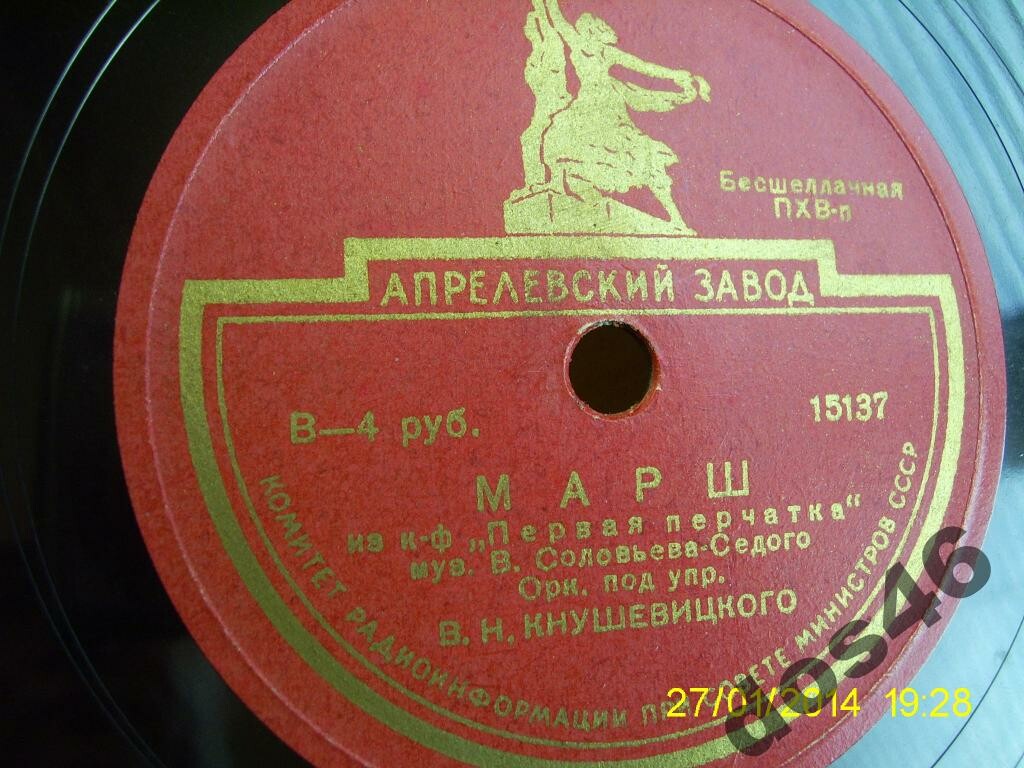 Бесшеллачная
ПХВ-п
АПРЕЛЕВСКИЙ ЗАВОД
В—4 руб.
15137
МАРШ
из к-ф „Первая перчатка“
муз. В. Соловьева-Седого
Орк. под упр.
В. Н. КНУШЕВИЦКОГО
КОМИТЕТ РАДИОИНФОРМАЦИИ ПРИ СОВЕТЕ МИНИСТРОВ СССР
27/01/2014 19:28
aos46